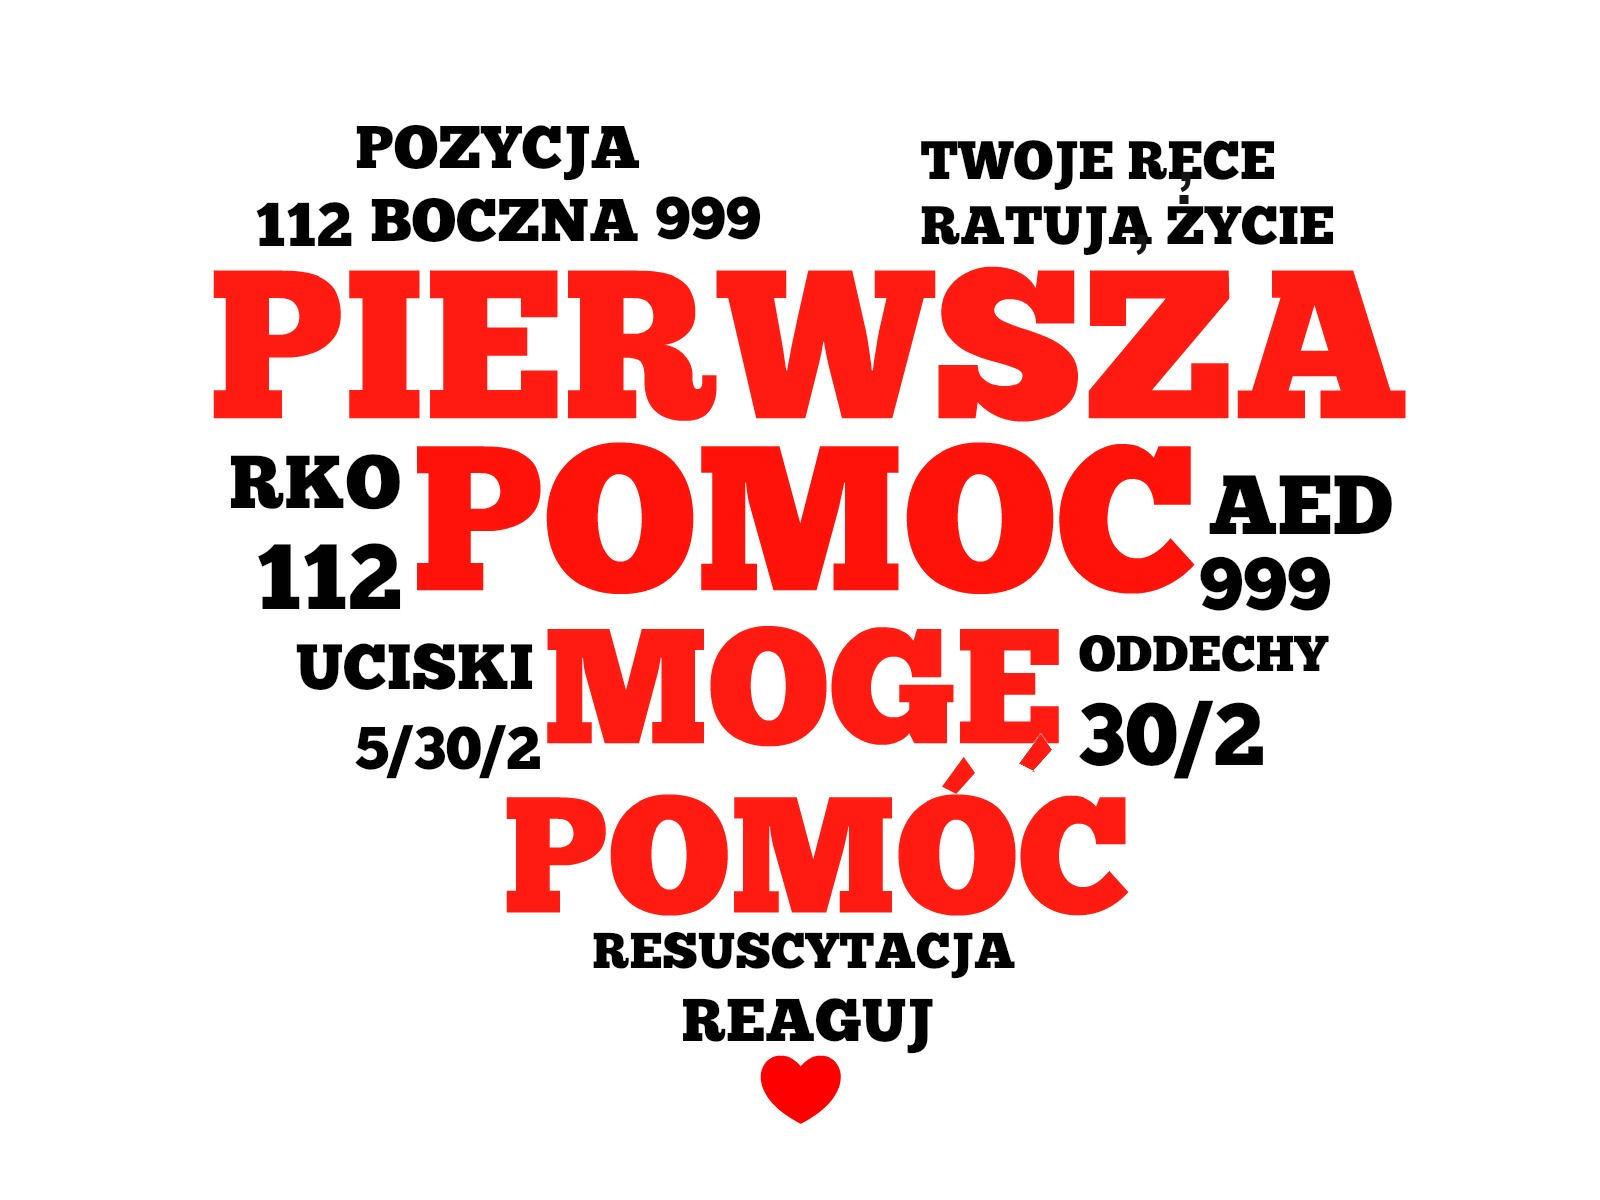 POZYCJA
112 BOCZNA 999
TWOJE RĘCE
RATUJĄ ŻYCIE
PIERWSZA
RKO
112
POMOC
AED
999
UCISKI
5/30/2
MOGĘ
ODDECHY
30/2
POMÓC
RESUSCYTACJA
REAGUJ